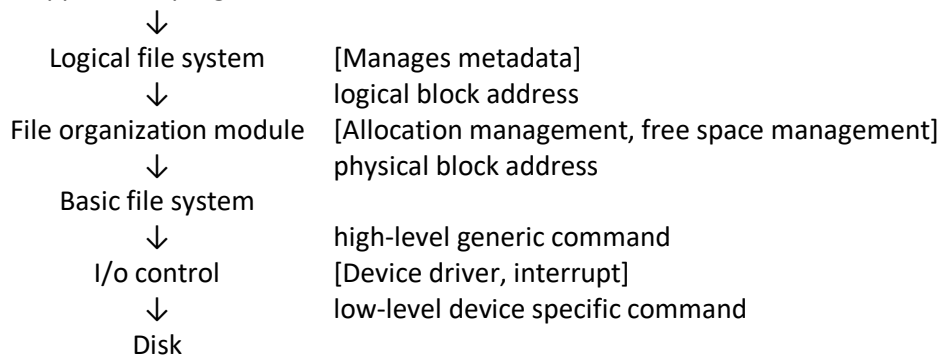 ↓
Logical file system [Manages metadata]
↓ logical block address
File organization module [Allocation management, free space management]
↓ physical block address
Basic file system
↓ high-level generic command
I/o control [Device driver, interrupt]
↓ low-level device specific command
Disk